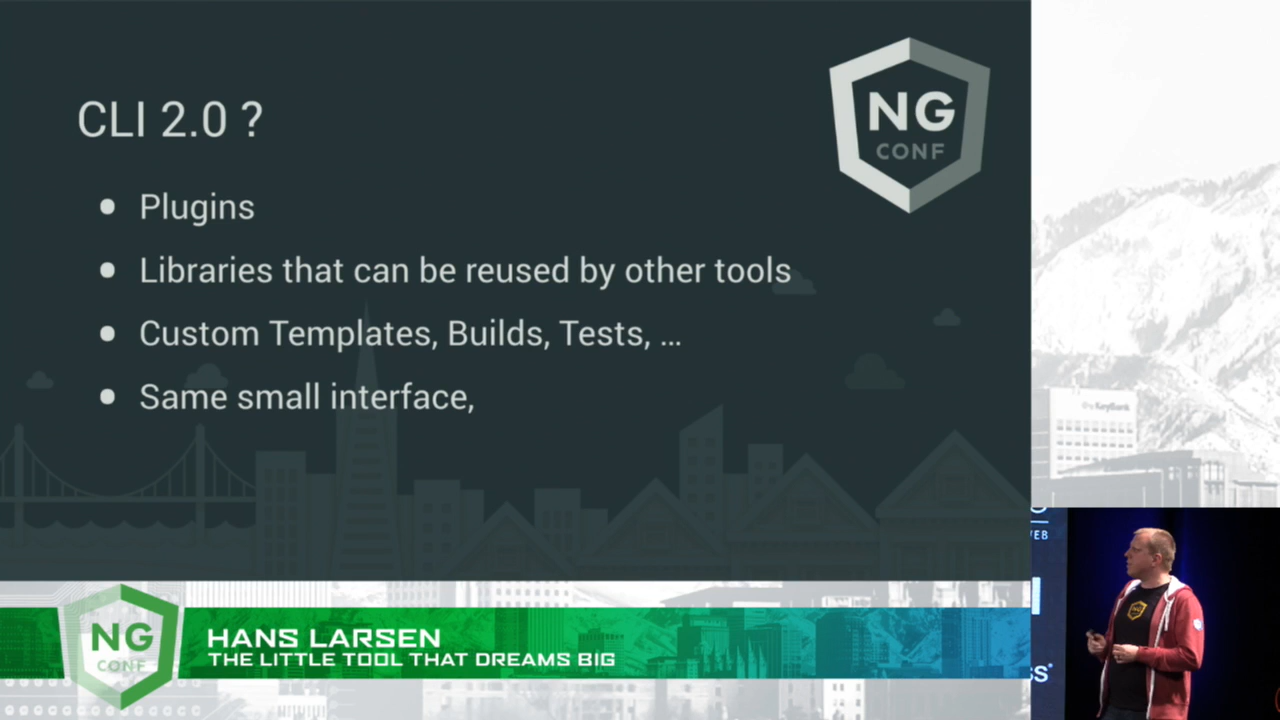 CLI 2.0 ?
NG
CONF
Plugins
Libraries that can be reused by other tools
Custom Templates, Builds, Tests, ...
Same small interface,
KeyBank
NG
CONF
HANS LARSEN
THE LITTLE TOOL THAT DREAMS BIG